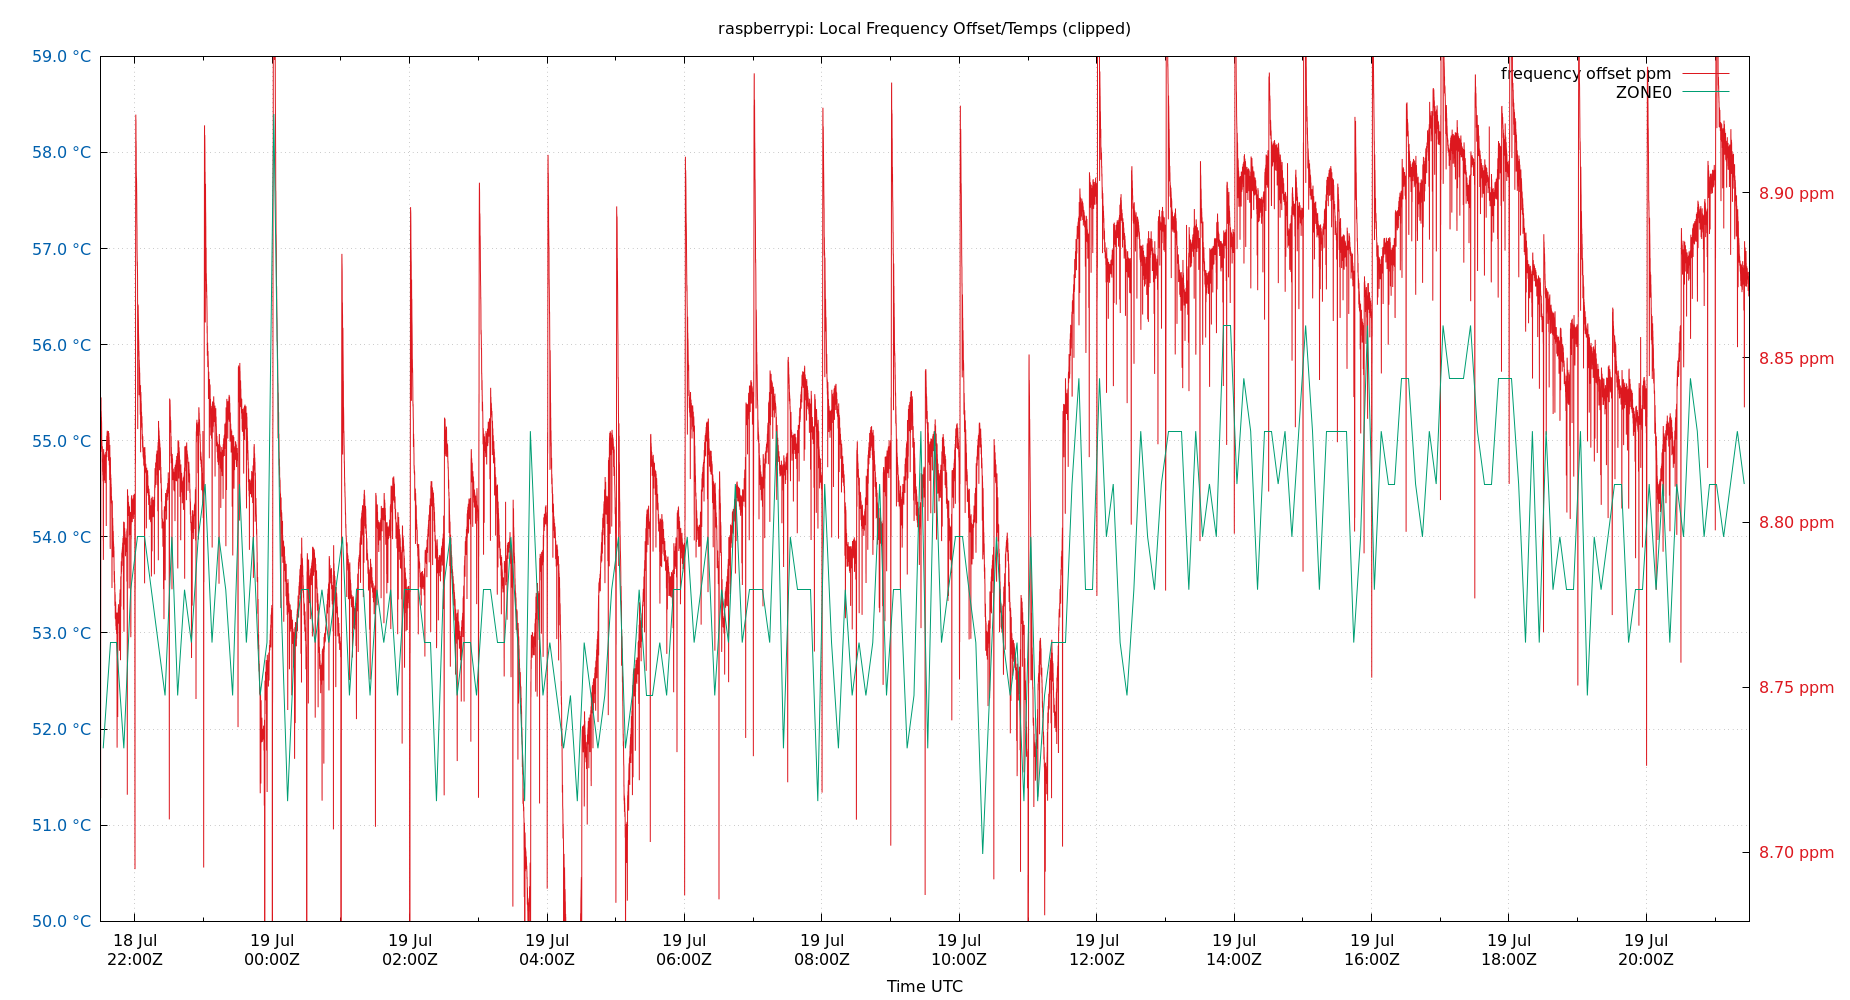 raspberrypi: Local Frequency Offset/Temps (clipped)
frequency offset ppm
ZONE0
59.0 °C
58.0 °C
57.0 °C
56.0 °C
55.0 °C
54.0 °C
53.0 °C
52.0 °C
51.0 °C
50.0 °C
8.90 ppm
8.85 ppm
8.80 ppm
8.75 ppm
8.70 ppm
18 Jul 19 Jul 19 Jul 19 Jul 19 Jul 19 Jul 19 Jul 19 Jul 19 Jul 19 Jul 19 Jul 19 Jul
22:00Z 00:00Z 02:00Z 04:00Z 06:00Z 08:00Z 10:00Z 12:00Z 14:00Z 16:00Z 18:00Z 20:00Z
Time UTC